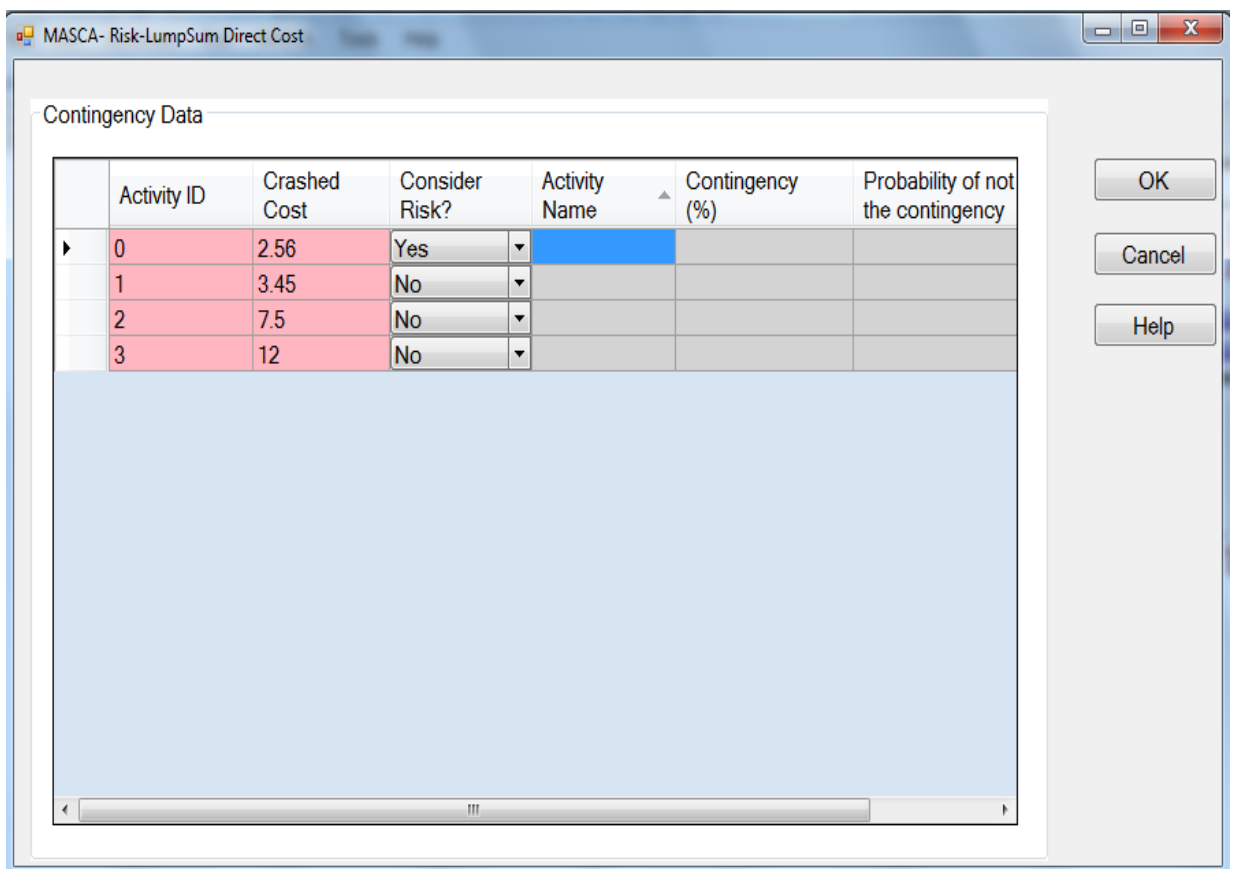 MASCA- Risk-LumpSum Direct Cost Tools Help
Contingency Data
Activity ID Crashed Cost Consider Risk? Activity Name Contingency (%) Probability of not the contingency
0 2.56 Yes
1 3.45 No
2 7.5 No
3 12 No
OK
Cancel
Help